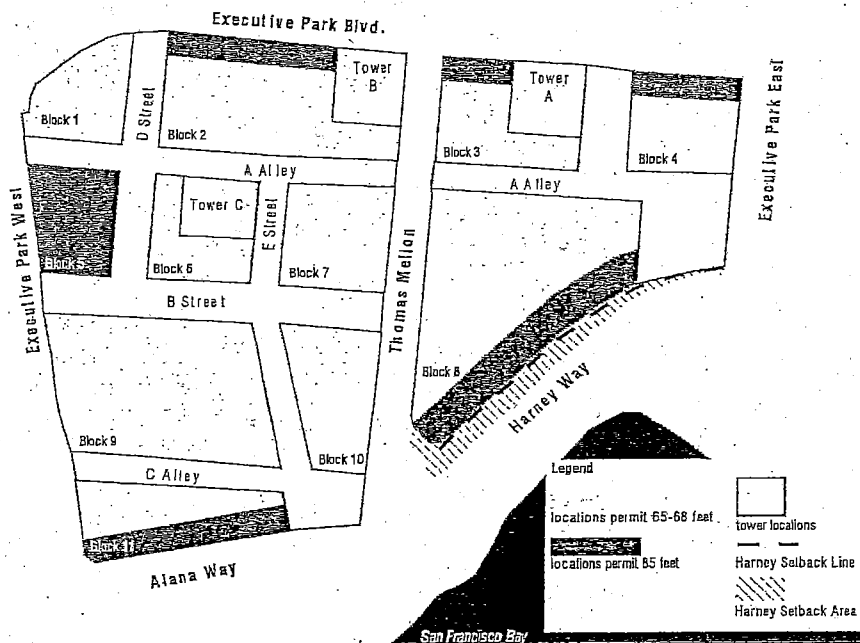 Executive Park Blvd.
Tower
B
Tower
A
Executive Park East
Block 1
D Street
Block 2
Block 3
Block 4
A Alley
A Alley
Executive Park West
Tower C
E Street
Block 5
Block 6
Block 7
B Street
Thomas Mellon
Block 8
Harney Way
Block 9
Block 10
C Alley
Block 11
Alana Way
Legend
locations permit 65-68 feet
locations permit 85 feet
tower locations
Harney Setback Line
Harney Setback Area
San Francisco Bay